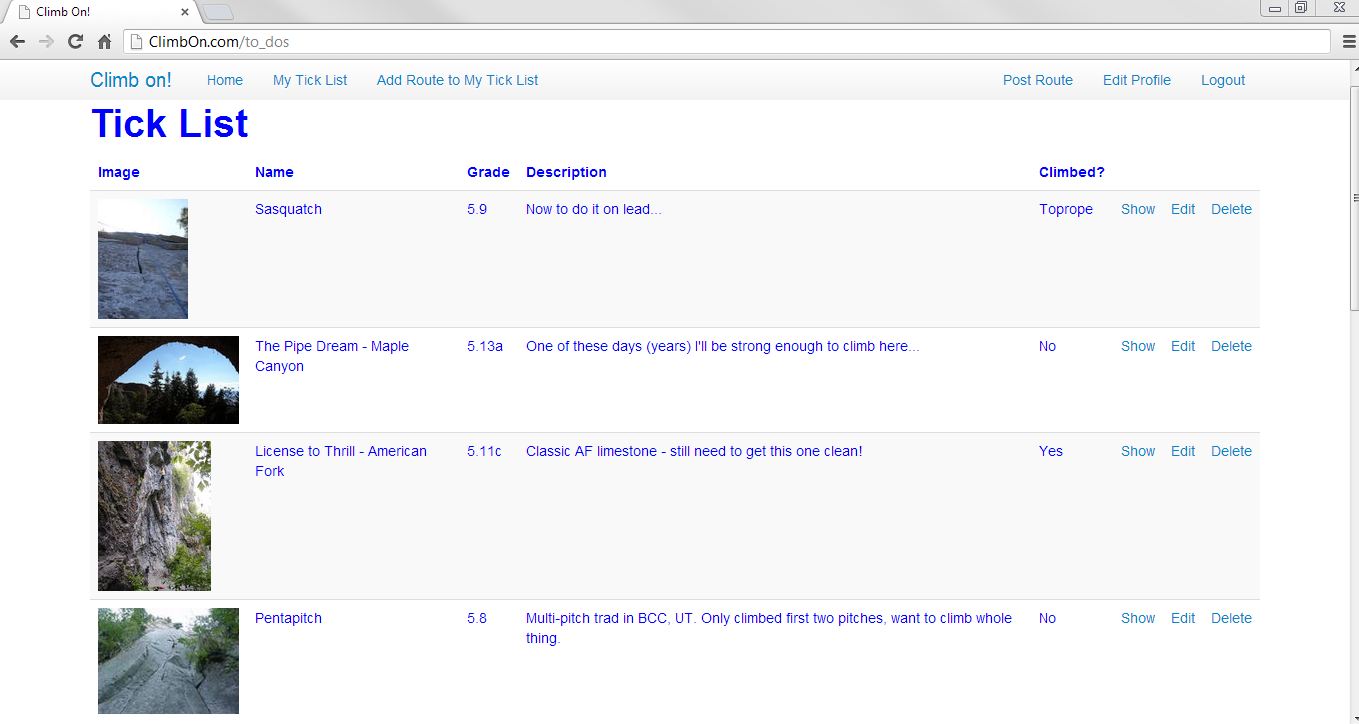 Climb On!
ClimbOn.com/to_dos
Climb on! Home My Tick List Add Route to My Tick List Post Route Edit Profile Logout
Tick List
Image Name Grade Description Climbed?
Sasquatch 5.9 Now to do it on lead... Toprope Show Edit Delete
The Pipe Dream - Maple 5.13a One of these days (years) I'll be strong enough to climb here... No Show Edit Delete
Canyon
License to Thrill - American 5.11c Classic AF limestone - still need to get this one clean! Yes Show Edit Delete
Fork
Pentapitch 5.8 Multi-pitch trad in BCC, UT. Only climbed first two pitches, want to climb whole No Show Edit Delete
thing.